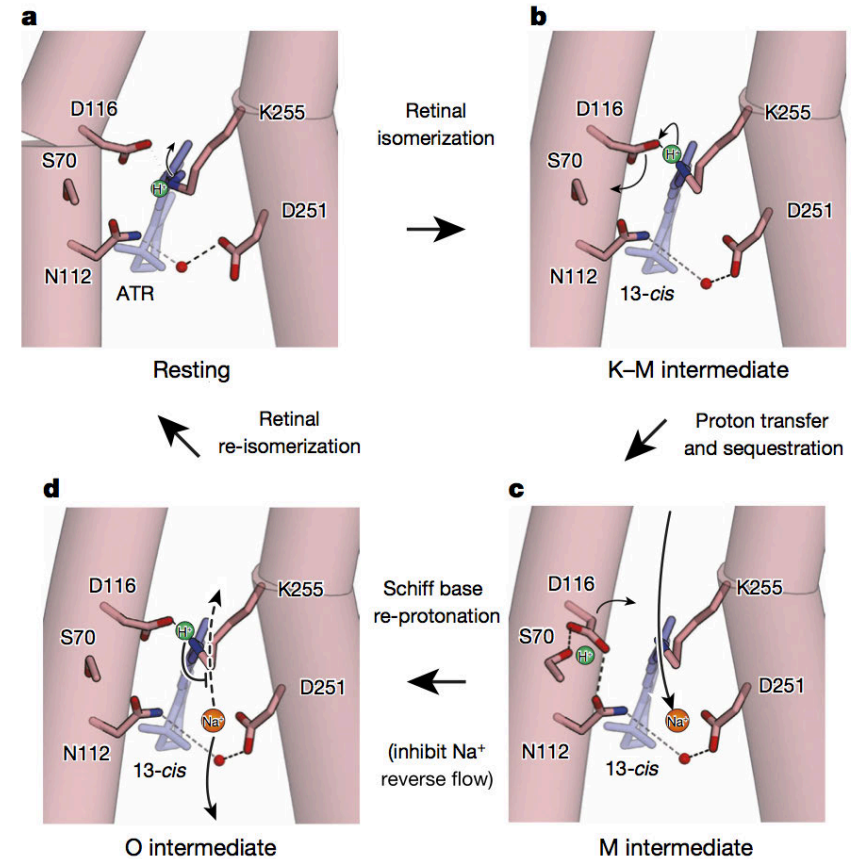 a
D116
K255
S70
H⁺
D251
N112
ATR
Resting
Retinal
isomerization
b
D116
K255
H⁺
S70
D251
N112
13-cis
K–M intermediate
Proton transfer
and sequestration
c
D116
K255
S70
H⁺
D251
Na⁺
N112
13-cis
M intermediate
Schiff base
re-protonation
(inhibit Na⁺
reverse flow)
d
D116
K255
H⁺
S70
D251
Na⁺
N112
13-cis
O intermediate
Retinal
re-isomerization